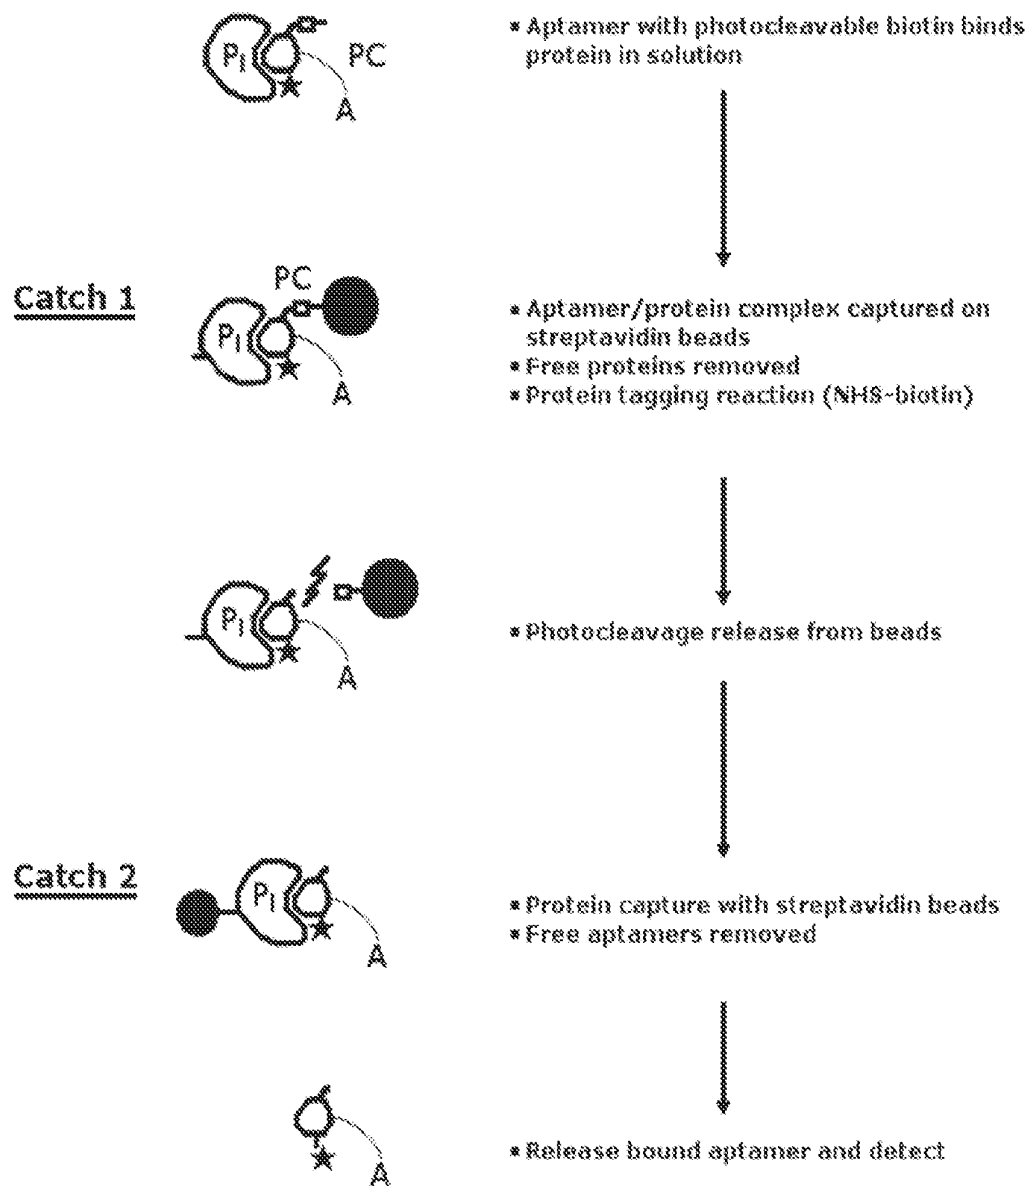 P1
PC
A
* Aptamer with photocleavable biotin binds
protein in solution
Catch 1
PC
P1
A
* Aptamer/protein complex captured on
streptavidin beads
* Free proteins removed
* Protein tagging reaction (NHS-biotin)
P1
A
* Photocleavage release from beads
Catch 2
P1
A
* Protein capture with streptavidin beads
* Free aptamers removed
A
* Release bound aptamer and detect